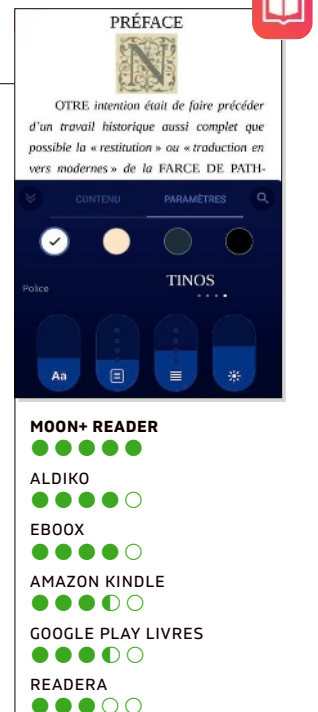 PRÉFACE
N
OTRE intention était de faire précéder
d'un travail historique aussi complet que
possible la « restitution » ou « traduction en
vers modernes » de la FARCE DE PATH-
CONTENU PARAMÈTRES
Police TINOS
Aa
MOON+ READER
ALDIKO
EBOOX
AMAZON KINDLE
GOOGLE PLAY LIVRES
READERA